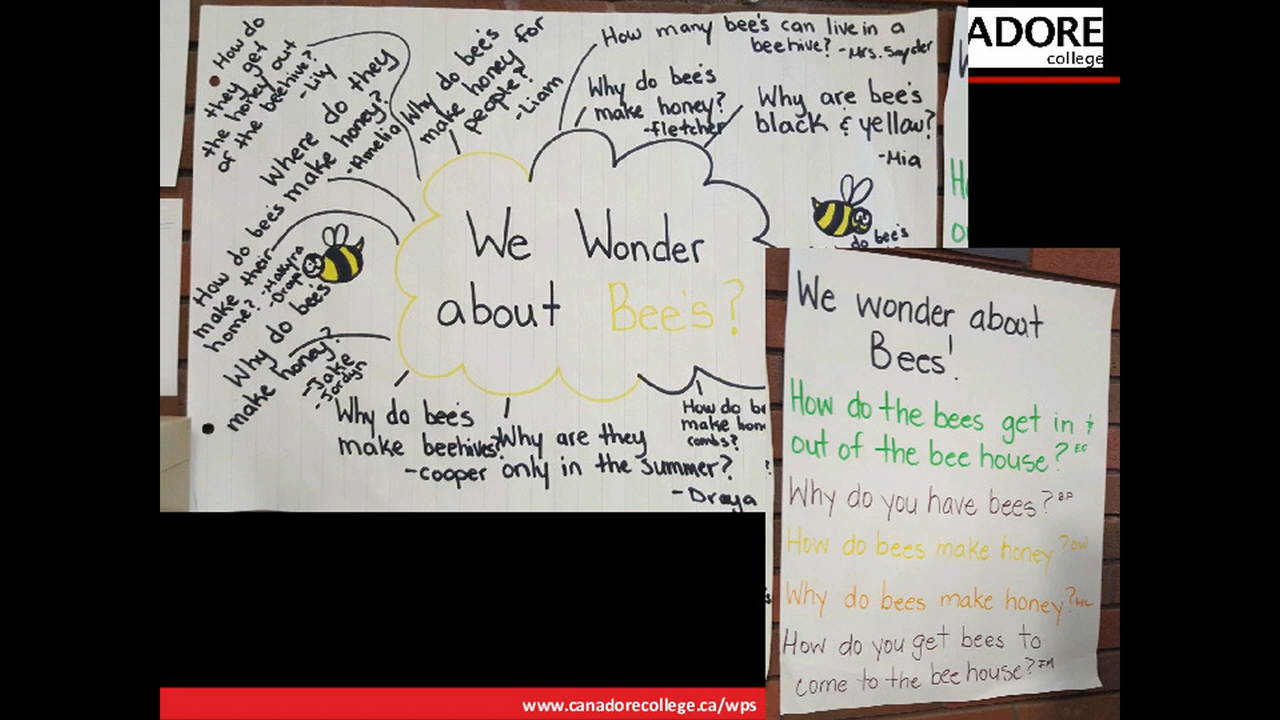 ADORE
college
How do
they get
the honey out
of the beehive?
- Lily
Where do they
make honey?
-Amelia
Why do bee's
make honey for
people?
-Liam
How many bee's can live in a
beehive? -Mrs. Snyder
Why do bee's
make honey?
-fletcher
Why are bee's
black & yellow?
-Mia
do bee's
How do bee's
make their
home?
Why do bee's
make honey?
-Jake
-Jordyn
We Wonder
about Bee's?
Why do bee's
make beehives?
-cooper
Why are they
only in the summer?
-Draya
How do be
make hon
combs?
We wonder about
Bees!
How do the bees get in &
out of the bee house? EC
Why do you have bees?
How do bees make honey?
Why do bees make honey?
How do you get bees to
come to the bee house?
www.canadorecollege.ca/wps